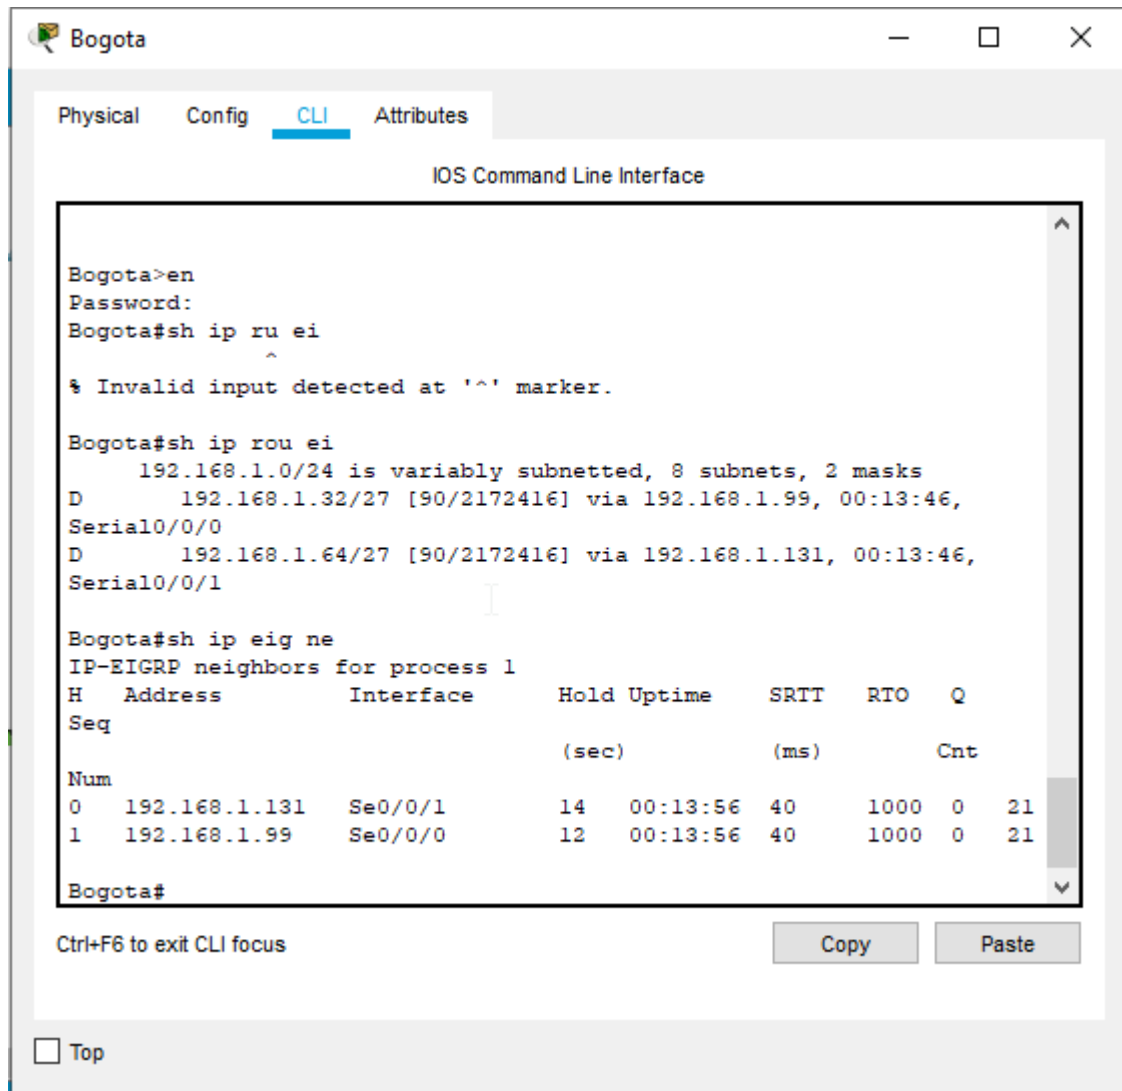 Bogota
Physical Config CLI Attributes
IOS Command Line Interface
Bogota>en
Password:
Bogota#sh ip ru ei
^
% Invalid input detected at '^' marker.
Bogota#sh ip rou ei
192.168.1.0/24 is variably subnetted, 8 subnets, 2 masks
D 192.168.1.32/27 [90/2172416] via 192.168.1.99, 00:13:46,
Serial0/0/0
D 192.168.1.64/27 [90/2172416] via 192.168.1.131, 00:13:46,
Serial0/0/1
Bogota#sh ip eig ne
IP-EIGRP neighbors for process 1
H Address Interface Hold Uptime SRTT RTO Q
Seq
(sec) (ms) Cnt
Num
0 192.168.1.131 Se0/0/1 14 00:13:56 40 1000 0 21
1 192.168.1.99 Se0/0/0 12 00:13:56 40 1000 0 21
Bogota#
Ctrl+F6 to exit CLI focus Copy Paste
Top